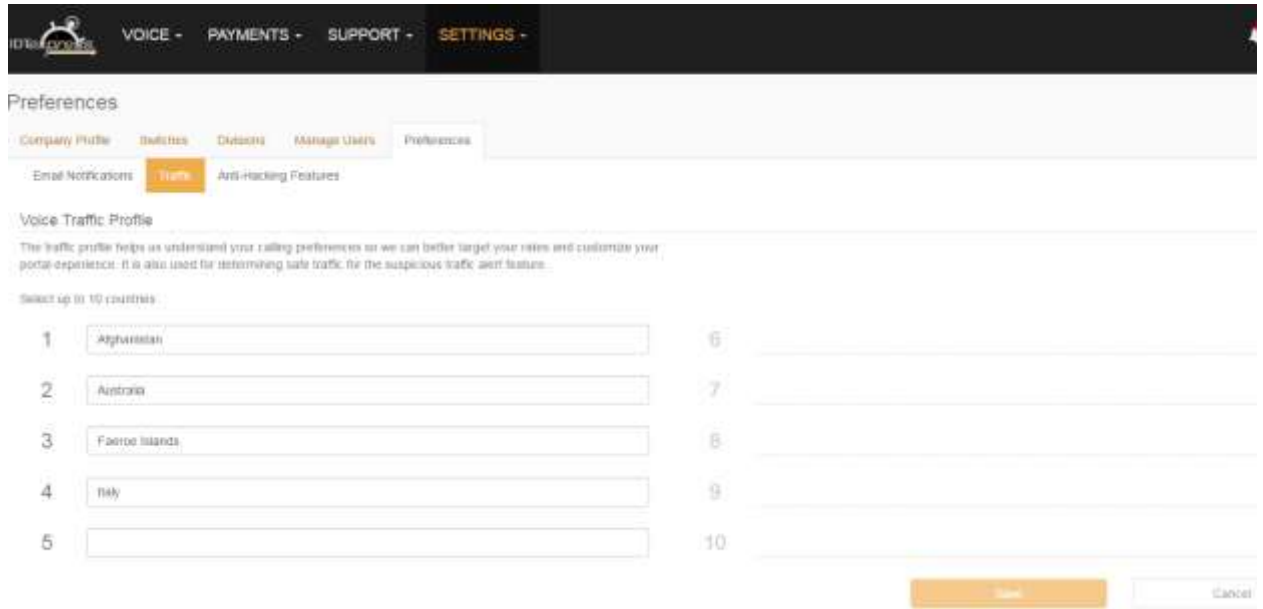 IDTexpress
VOICE PAYMENTS SUPPORT SETTINGS
Preferences
Company Profile Switches Divisions Manage Users Preferences
Email Notifications Traffic Anti-Hacking Features
Voice Traffic Profile
The traffic profile helps us understand your calling preferences so we can better target your rates and customize your
portal experience. It is also used for determining safe traffic for the suspicious traffic alert feature.
Select up to 10 countries
1 Afghanistan 6
2 Australia 7
3 Faeroe Islands 8
4 Italy 9
5 10
Save Cancel